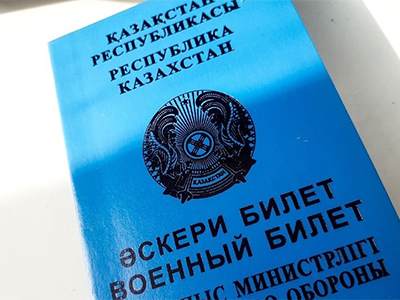 ҚАЗАҚСТАН
РЕСПУБЛИКАСЫ
РЕСПУБЛИКА
КАЗАХСТАН
ҚАЗАҚСТАН
ӘСКЕРИ БИЛЕТ
ВОЕННЫЙ БИЛЕТ
МИНИСТРЛІГІ
ОБОРОНЫ